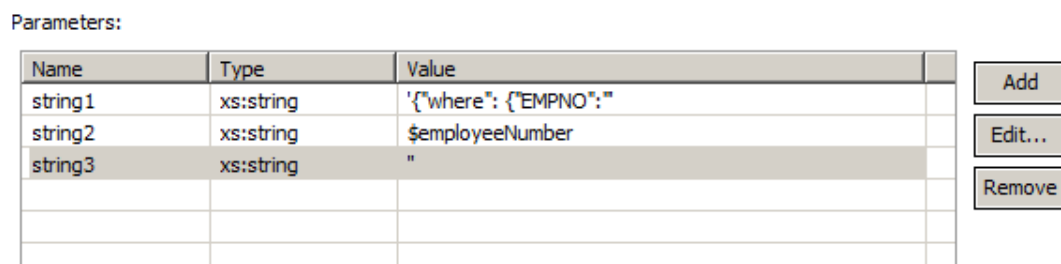 Parameters:
Name Type Value
string1 xs:string '{"where": {"EMPNO":"'
string2 xs:string $employeeNumber
string3 xs:string "
Add
Edit...
Remove